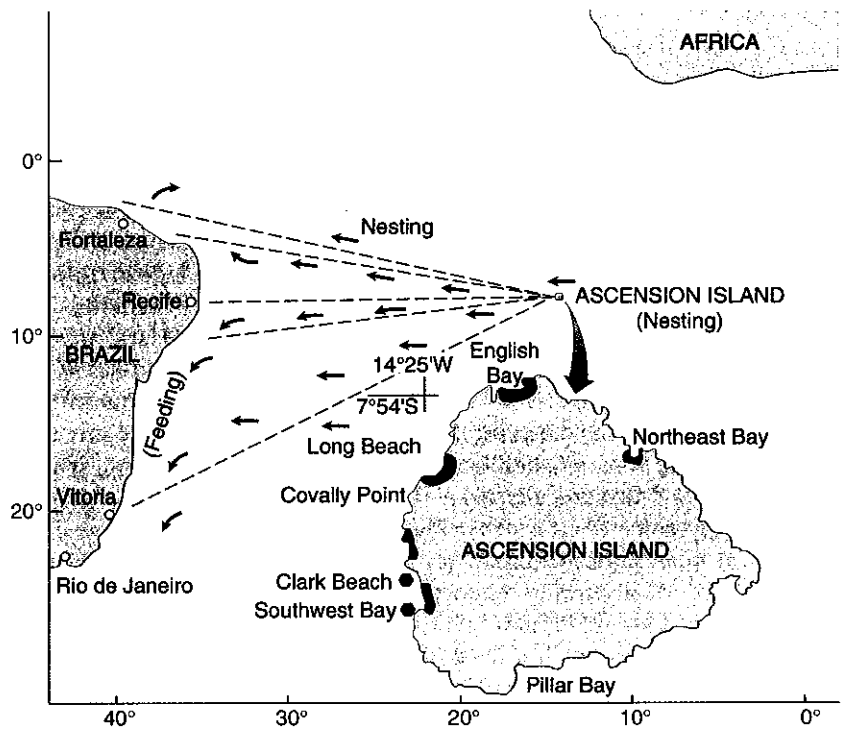 AFRICA
0°
Nesting
Fortaleza
Recife
ASCENSION ISLAND
(Nesting)
10°
BRAZIL
English
Bay
14°25'W
7°54'S
(Feeding)
Long Beach
Northeast Bay
Covally Point
Vitoria
20°
ASCENSION ISLAND
Rio de Janeiro
Clark Beach
Southwest Bay
Pillar Bay
40°
30°
20°
10°
0°